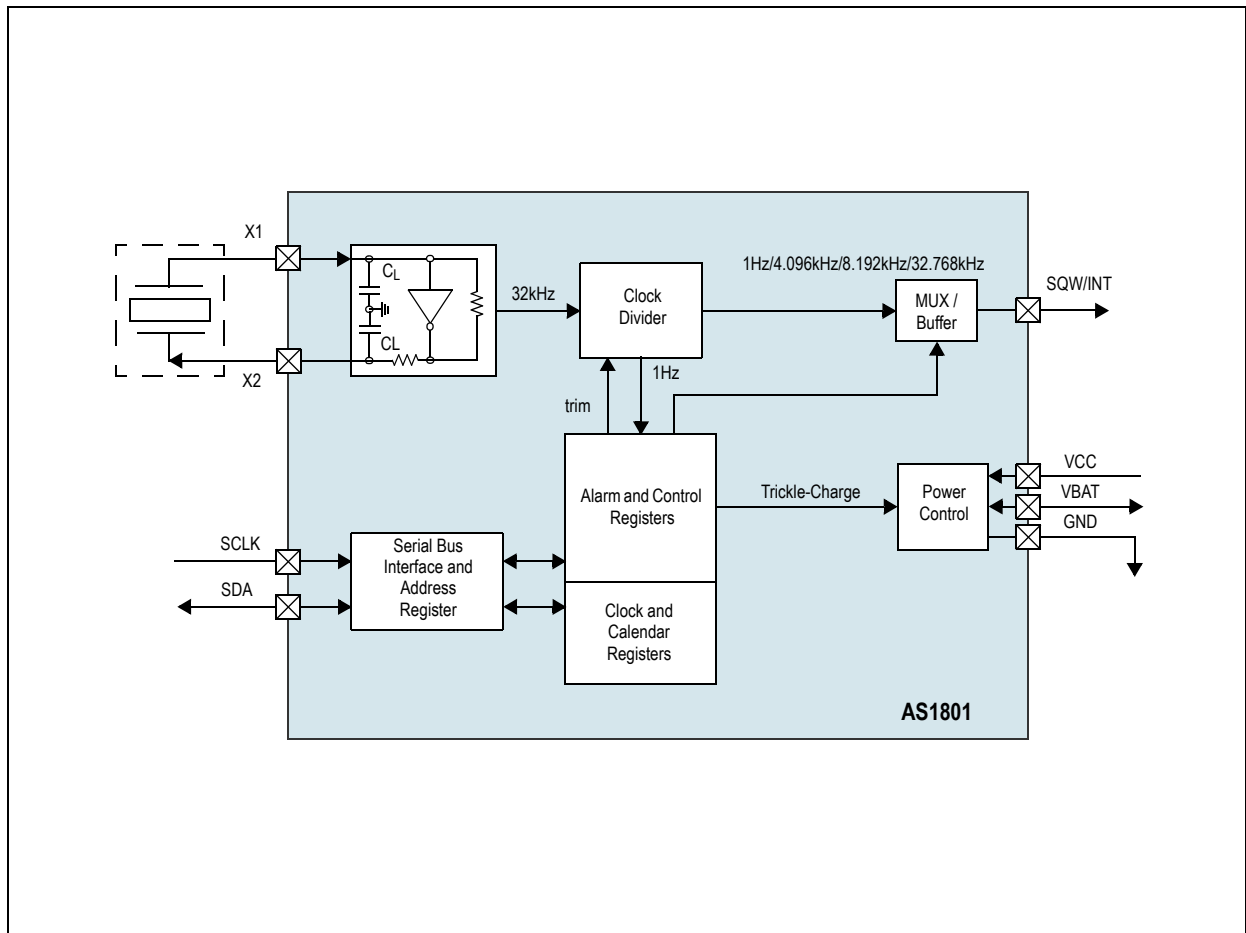 X1
X2
CL
CL
32kHz
Clock
Divider
1Hz/4.096kHz/8.192kHz/32.768kHz
MUX /
Buffer
SQW/INT
trim
1Hz
Alarm and Control
Registers
Trickle-Charge
Power
Control
VCC
VBAT
GND
SCLK
SDA
Serial Bus
Interface and
Address
Register
Clock and
Calendar
Registers
AS1801